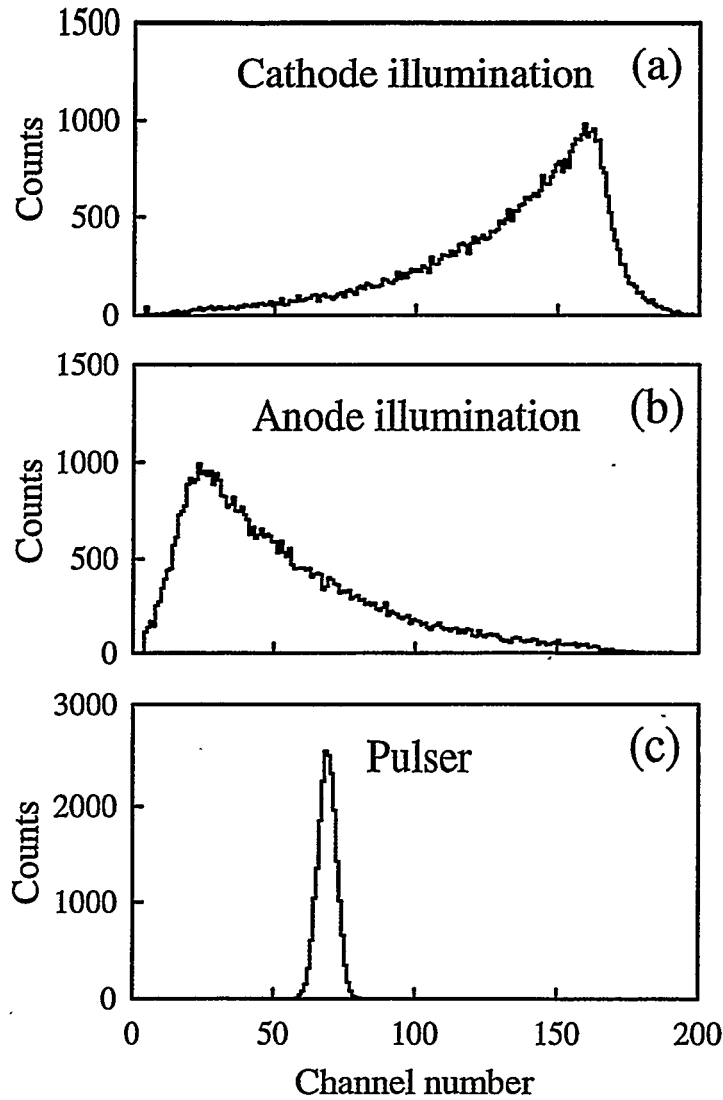 1500
Cathode illumination (a)
1000
Counts
500
0
1500
Anode illumination (b)
1000
Counts
500
0
3000
Pulser (c)
2000
Counts
1000
0
0 50 100 150 200
Channel number